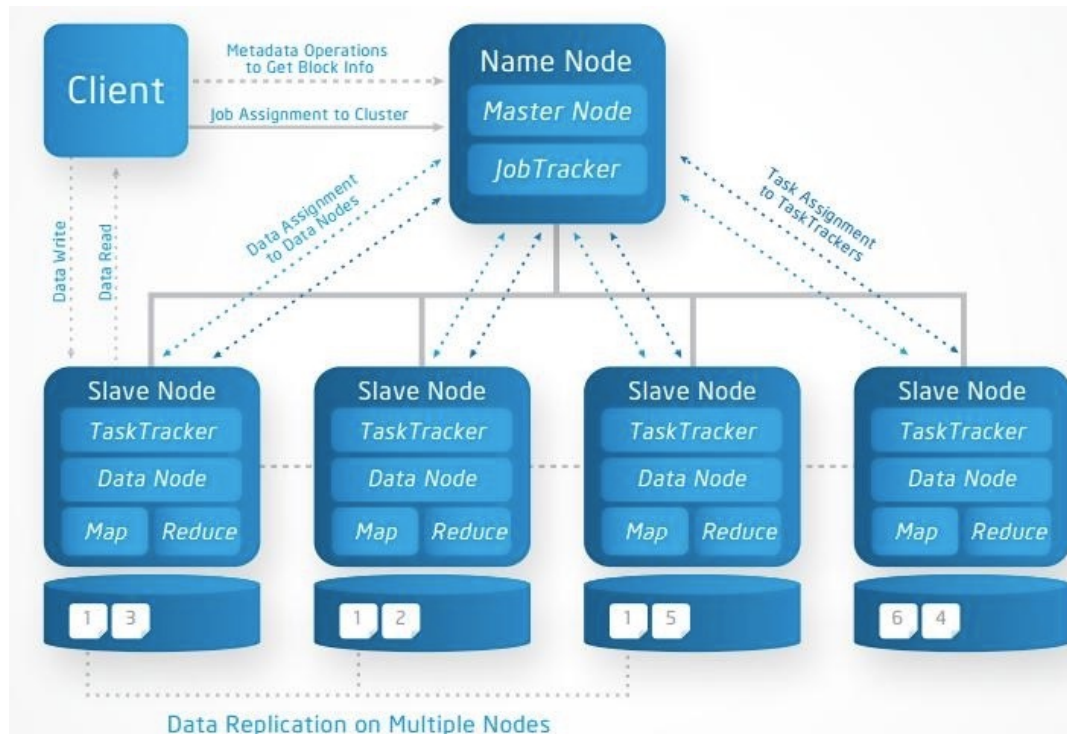 Client
Metadata Operations
to Get Block Info
Job Assignment to Cluster
Name Node
Master Node
JobTracker
Data Write
Data Read
Data Assignment
to Data Nodes
Task Assignment
to TaskTrackers
Slave Node
TaskTracker
Data Node
Map Reduce
1 3
Slave Node
TaskTracker
Data Node
Map Reduce
1 2
Slave Node
TaskTracker
Data Node
Map Reduce
1 5
Slave Node
TaskTracker
Data Node
Map Reduce
6 4
Data Replication on Multiple Nodes